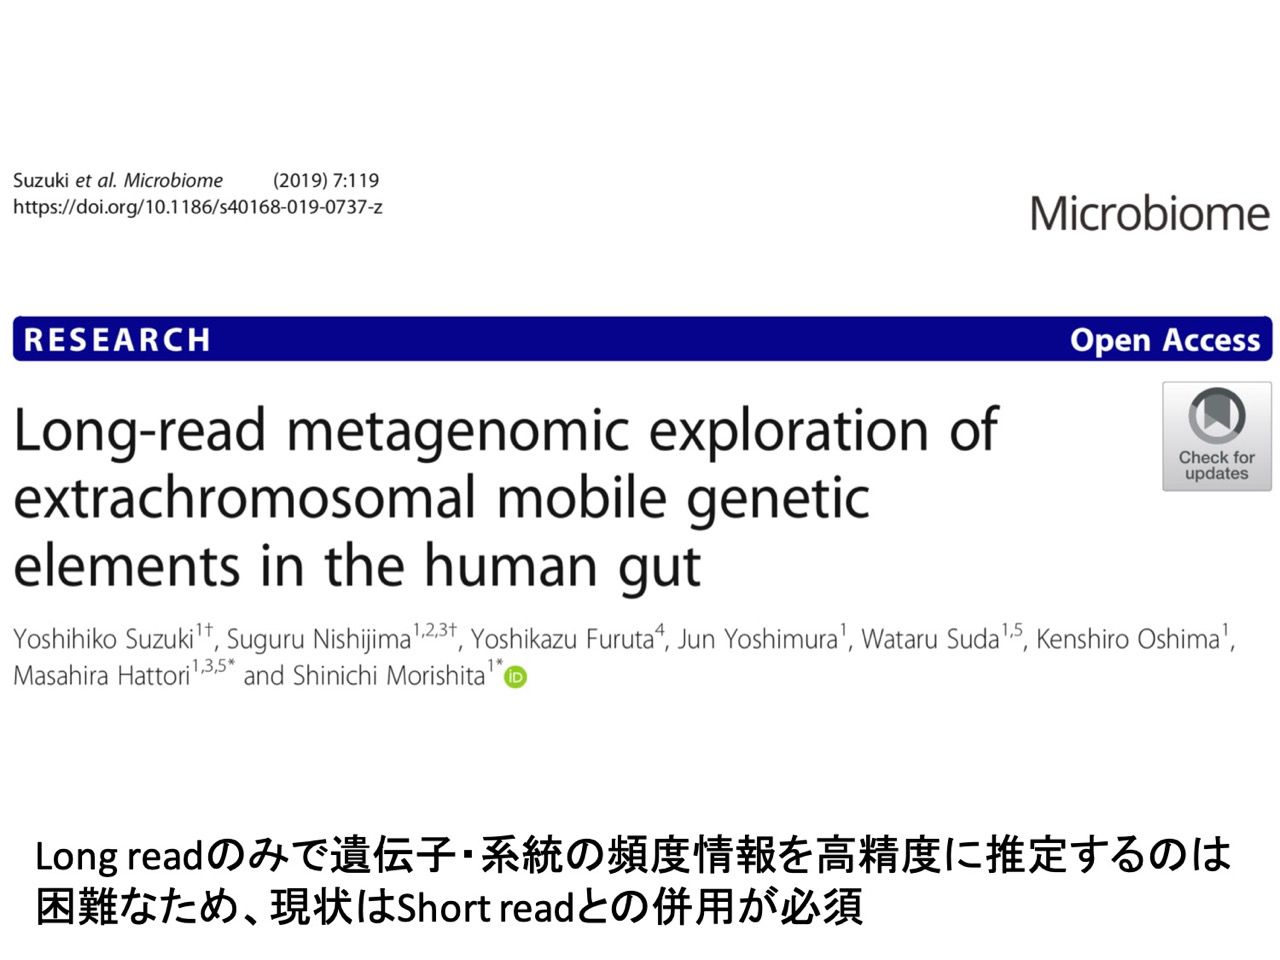 Suzuki et al. Microbiome (2019) 7:119
https://doi.org/10.1186/s40168-019-0737-z
Microbiome
RESEARCH Open Access
Long-read metagenomic exploration of
extrachromosomal mobile genetic
elements in the human gut
Check for
updates
Yoshihiko Suzuki1†, Suguru Nishijima1,2,3†, Yoshikazu Furuta4, Jun Yoshimura1, Wataru Suda1,5, Kenshiro Oshima1,
Masahira Hattori1,3,5* and Shinichi Morishita1* iD
Long readのみで遺伝子・系統の頻度情報を高精度に推定するのは
困難なため、現状はShort readとの併用が必須